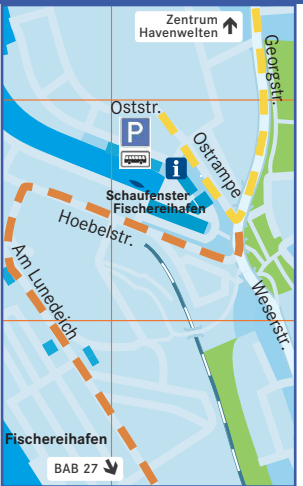 Zentrum
Havenwelten
Georgstr.
Oststr.
P
i
Ostrampe
Schaufenster
Fischereihafen
Hoebelstr.
Am Lunedeich
Weserstr.
Fischereihafen
BAB 27